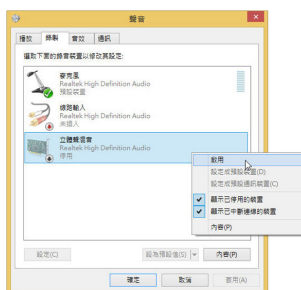 聲音
播放 錄製 音效 通訊
選取下面的錄音裝置以修改其設定:
麥克風
Realtek High Definition Audio
預設裝置
線路輸入
Realtek High Definition Audio
未插入
立體聲混音
Realtek High Definition Audio
停用
啟用
設定成預設裝置(D)
設定成預設通訊裝置(C)
顯示已停用的裝置
顯示已中斷連線的裝置
內容(P)
設定(C) 設為預設值(S) 內容(P)
確定 取消 套用(A)